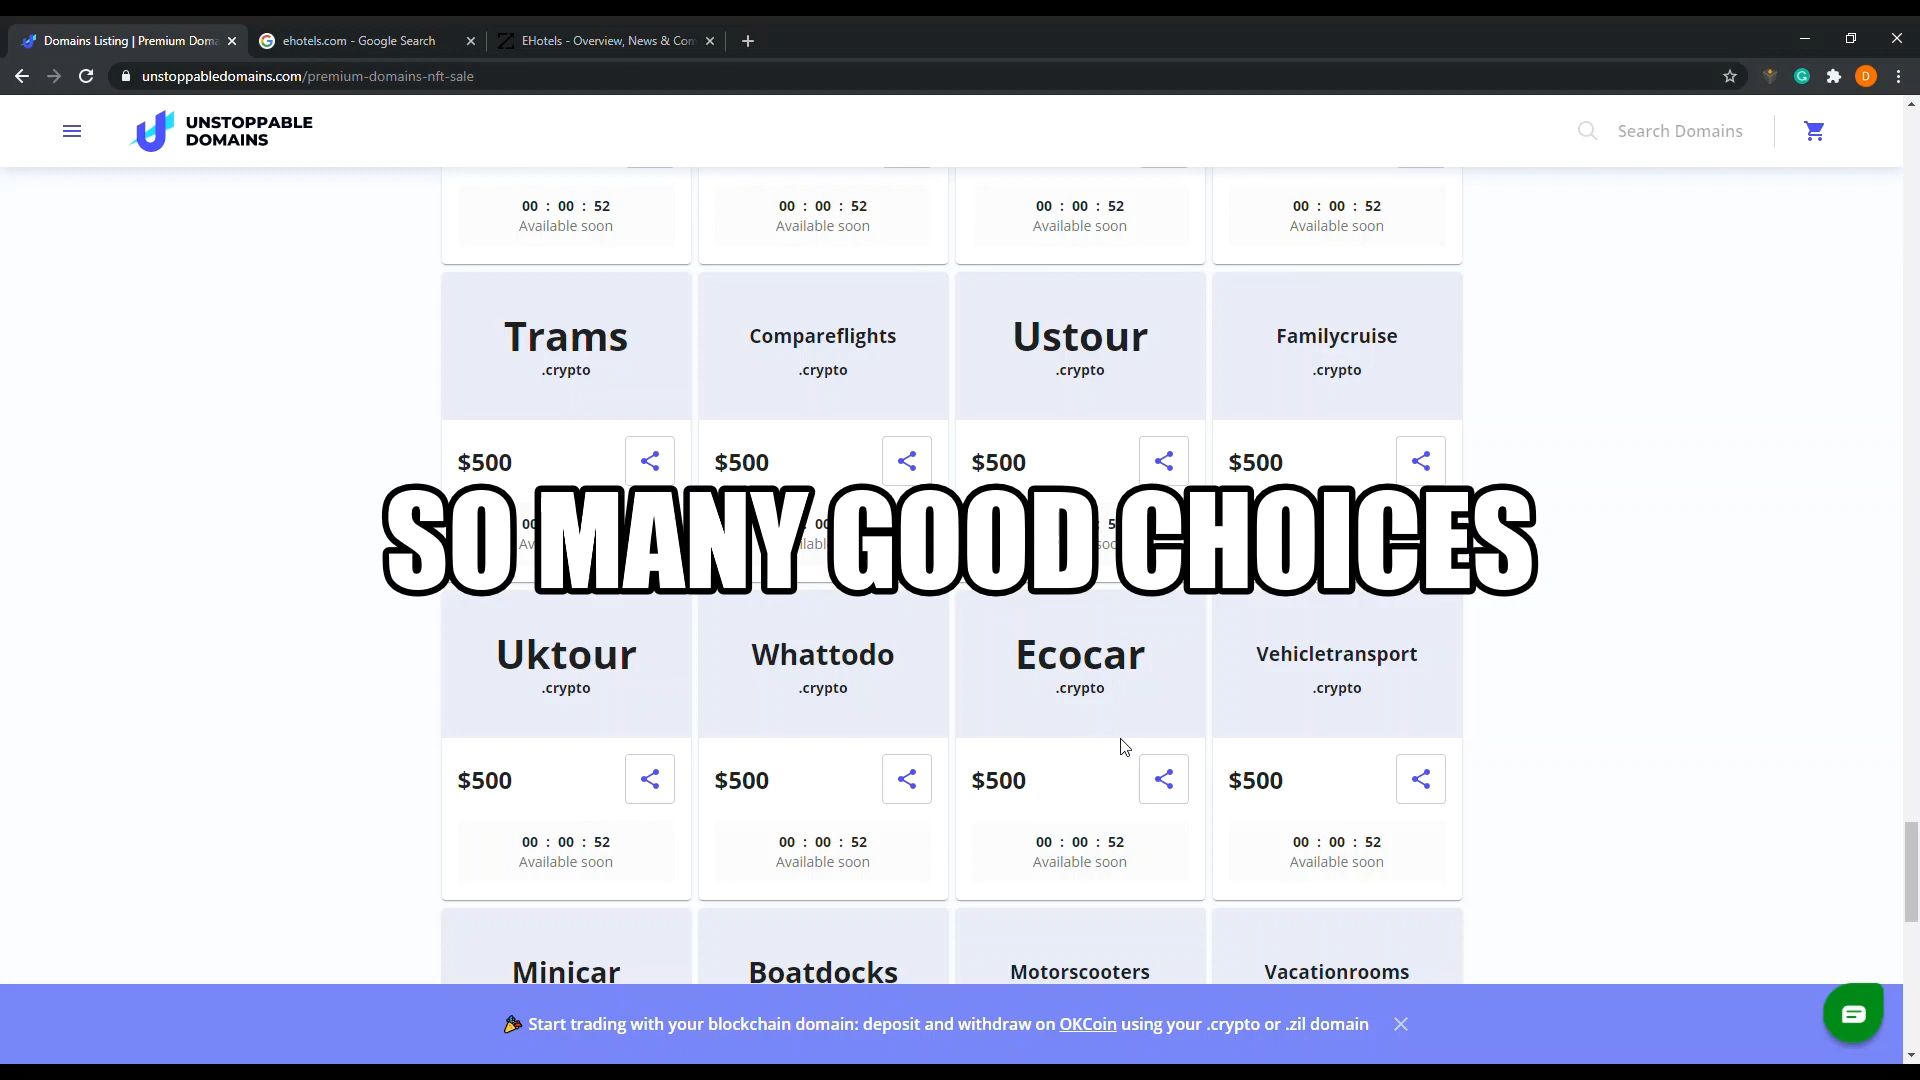 Domains Listing | Premium Doma
ehotels.com - Google Search
EHotels - Overview, News & Com
unstoppabledomains.com/premium-domains-nft-sale
D
UNSTOPPABLE
DOMAINS
Search Domains
00 : 00 : 52
Available soon
00 : 00 : 52
Available soon
00 : 00 : 52
Available soon
00 : 00 : 52
Available soon
Trams
.crypto
Compareflights
.crypto
Ustour
.crypto
Familycruise
.crypto
$500
$500
$500
$500
SO MANY GOOD CHOICES
Uktour
.crypto
Whattodo
.crypto
Ecocar
.crypto
Vehicletransport
.crypto
$500
$500
$500
$500
00 : 00 : 52
Available soon
00 : 00 : 52
Available soon
00 : 00 : 52
Available soon
00 : 00 : 52
Available soon
Minicar
Boatdocks
Motorscooters
Vacationrooms
Start trading with your blockchain domain: deposit and withdraw on OKCoin using your .crypto or .zil domain